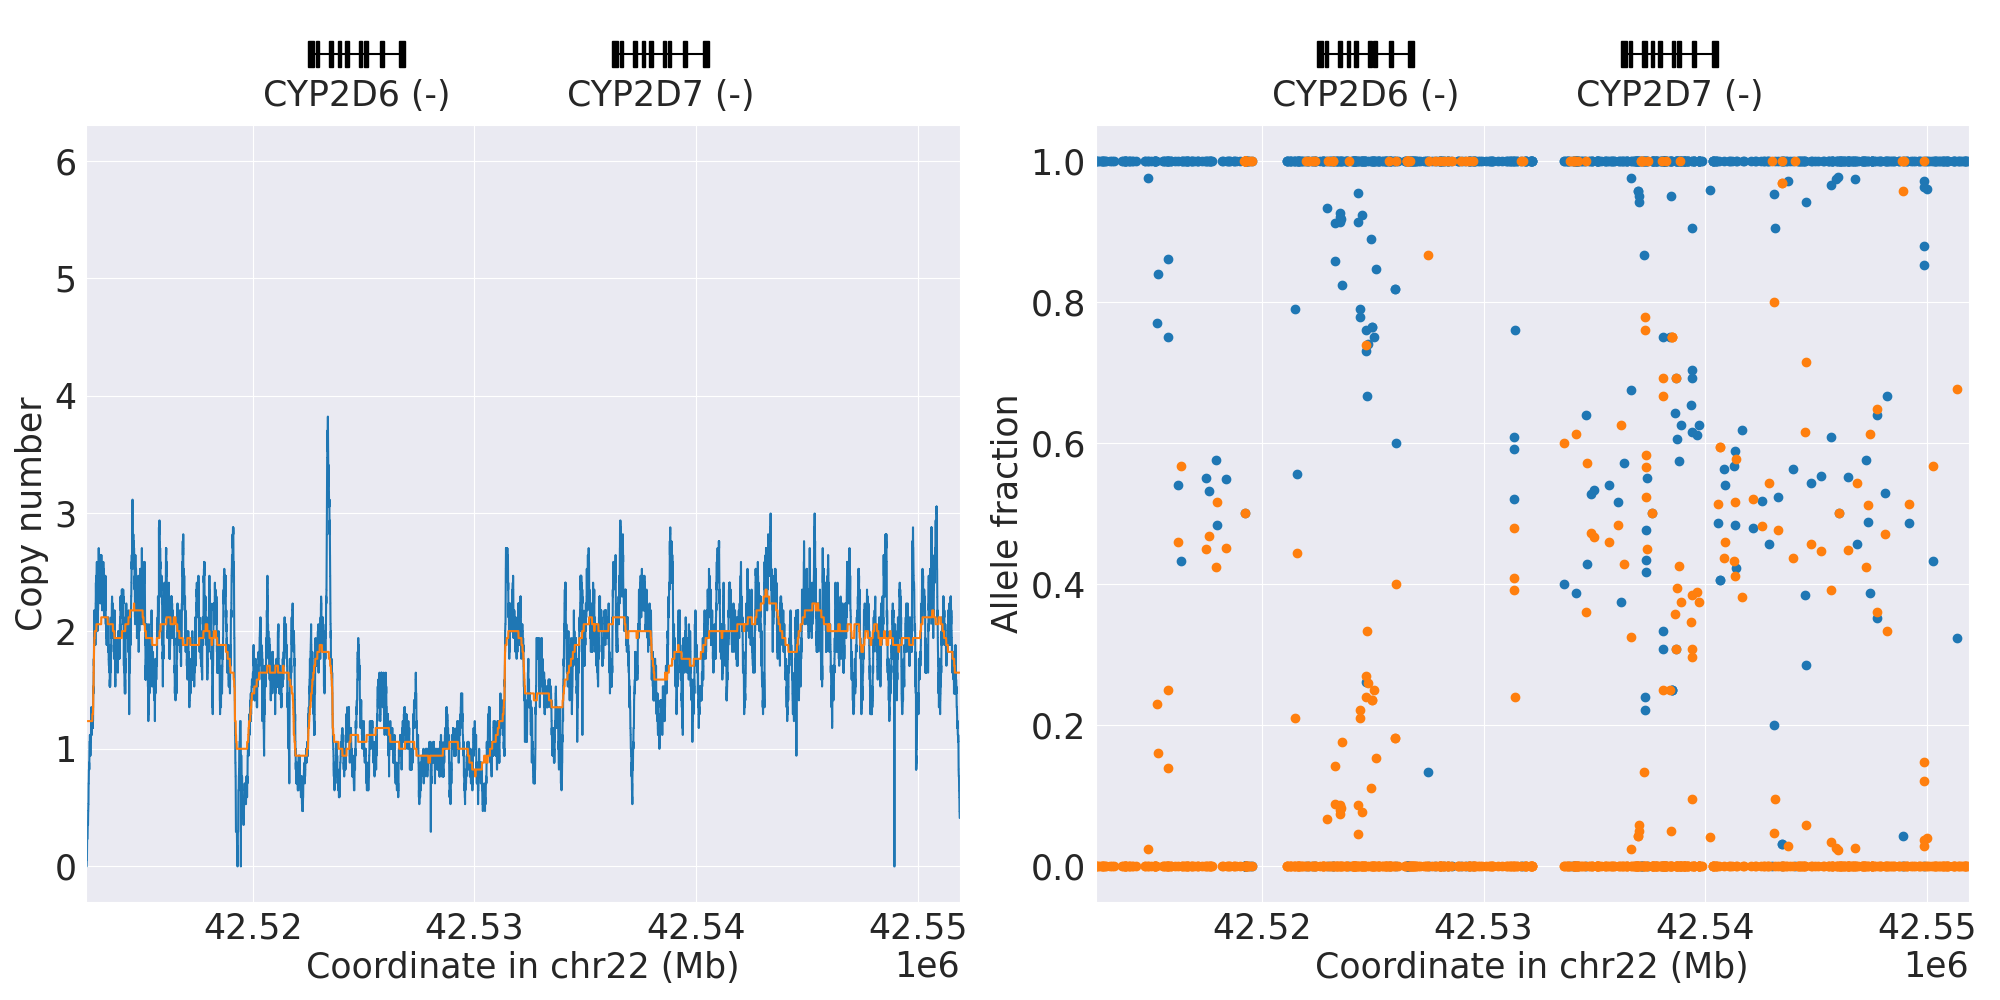 CYP2D6 (-) CYP2D7 (-)
6
5
4
3
2
1
0
Copy number
42.52 42.53 42.54 42.55
Coordinate in chr22 (Mb)
1e6
CYP2D6 (-) CYP2D7 (-)
1.0
0.8
0.6
0.4
0.2
0.0
Allele fraction
42.52 42.53 42.54 42.55
Coordinate in chr22 (Mb)
1e6